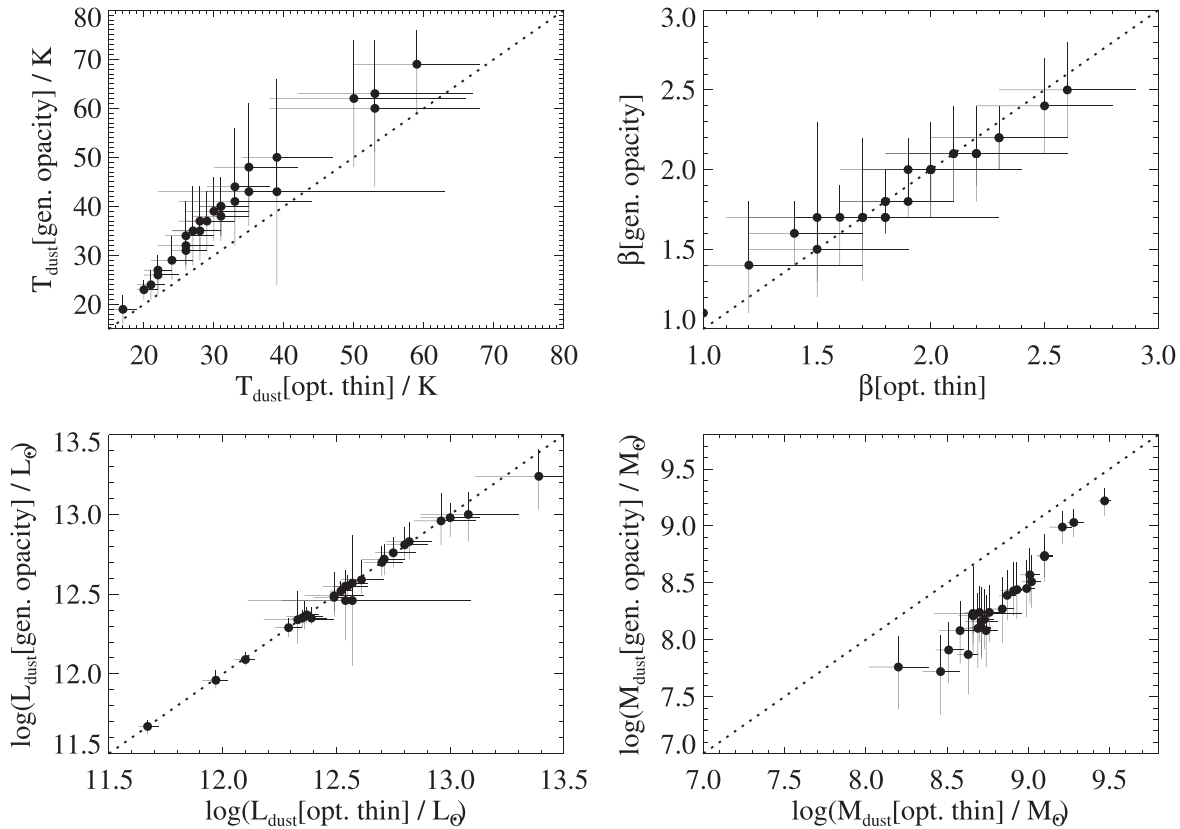 80
70
60
50
40
30
20
T_dust[gen. opacity] / K
20 30 40 50 60 70 80
T_dust[opt. thin] / K
3.0
2.5
2.0
1.5
1.0
β[gen. opacity]
1.0 1.5 2.0 2.5 3.0
β[opt. thin]
13.5
13.0
12.5
12.0
11.5
log(L_dust[gen. opacity] / L_⊙)
11.5 12.0 12.5 13.0 13.5
log(L_dust[opt. thin] / L_⊙)
9.5
9.0
8.5
8.0
7.5
7.0
log(M_dust[gen. opacity] / M_⊙)
7.0 7.5 8.0 8.5 9.0 9.5
log(M_dust[opt. thin] / M_⊙)